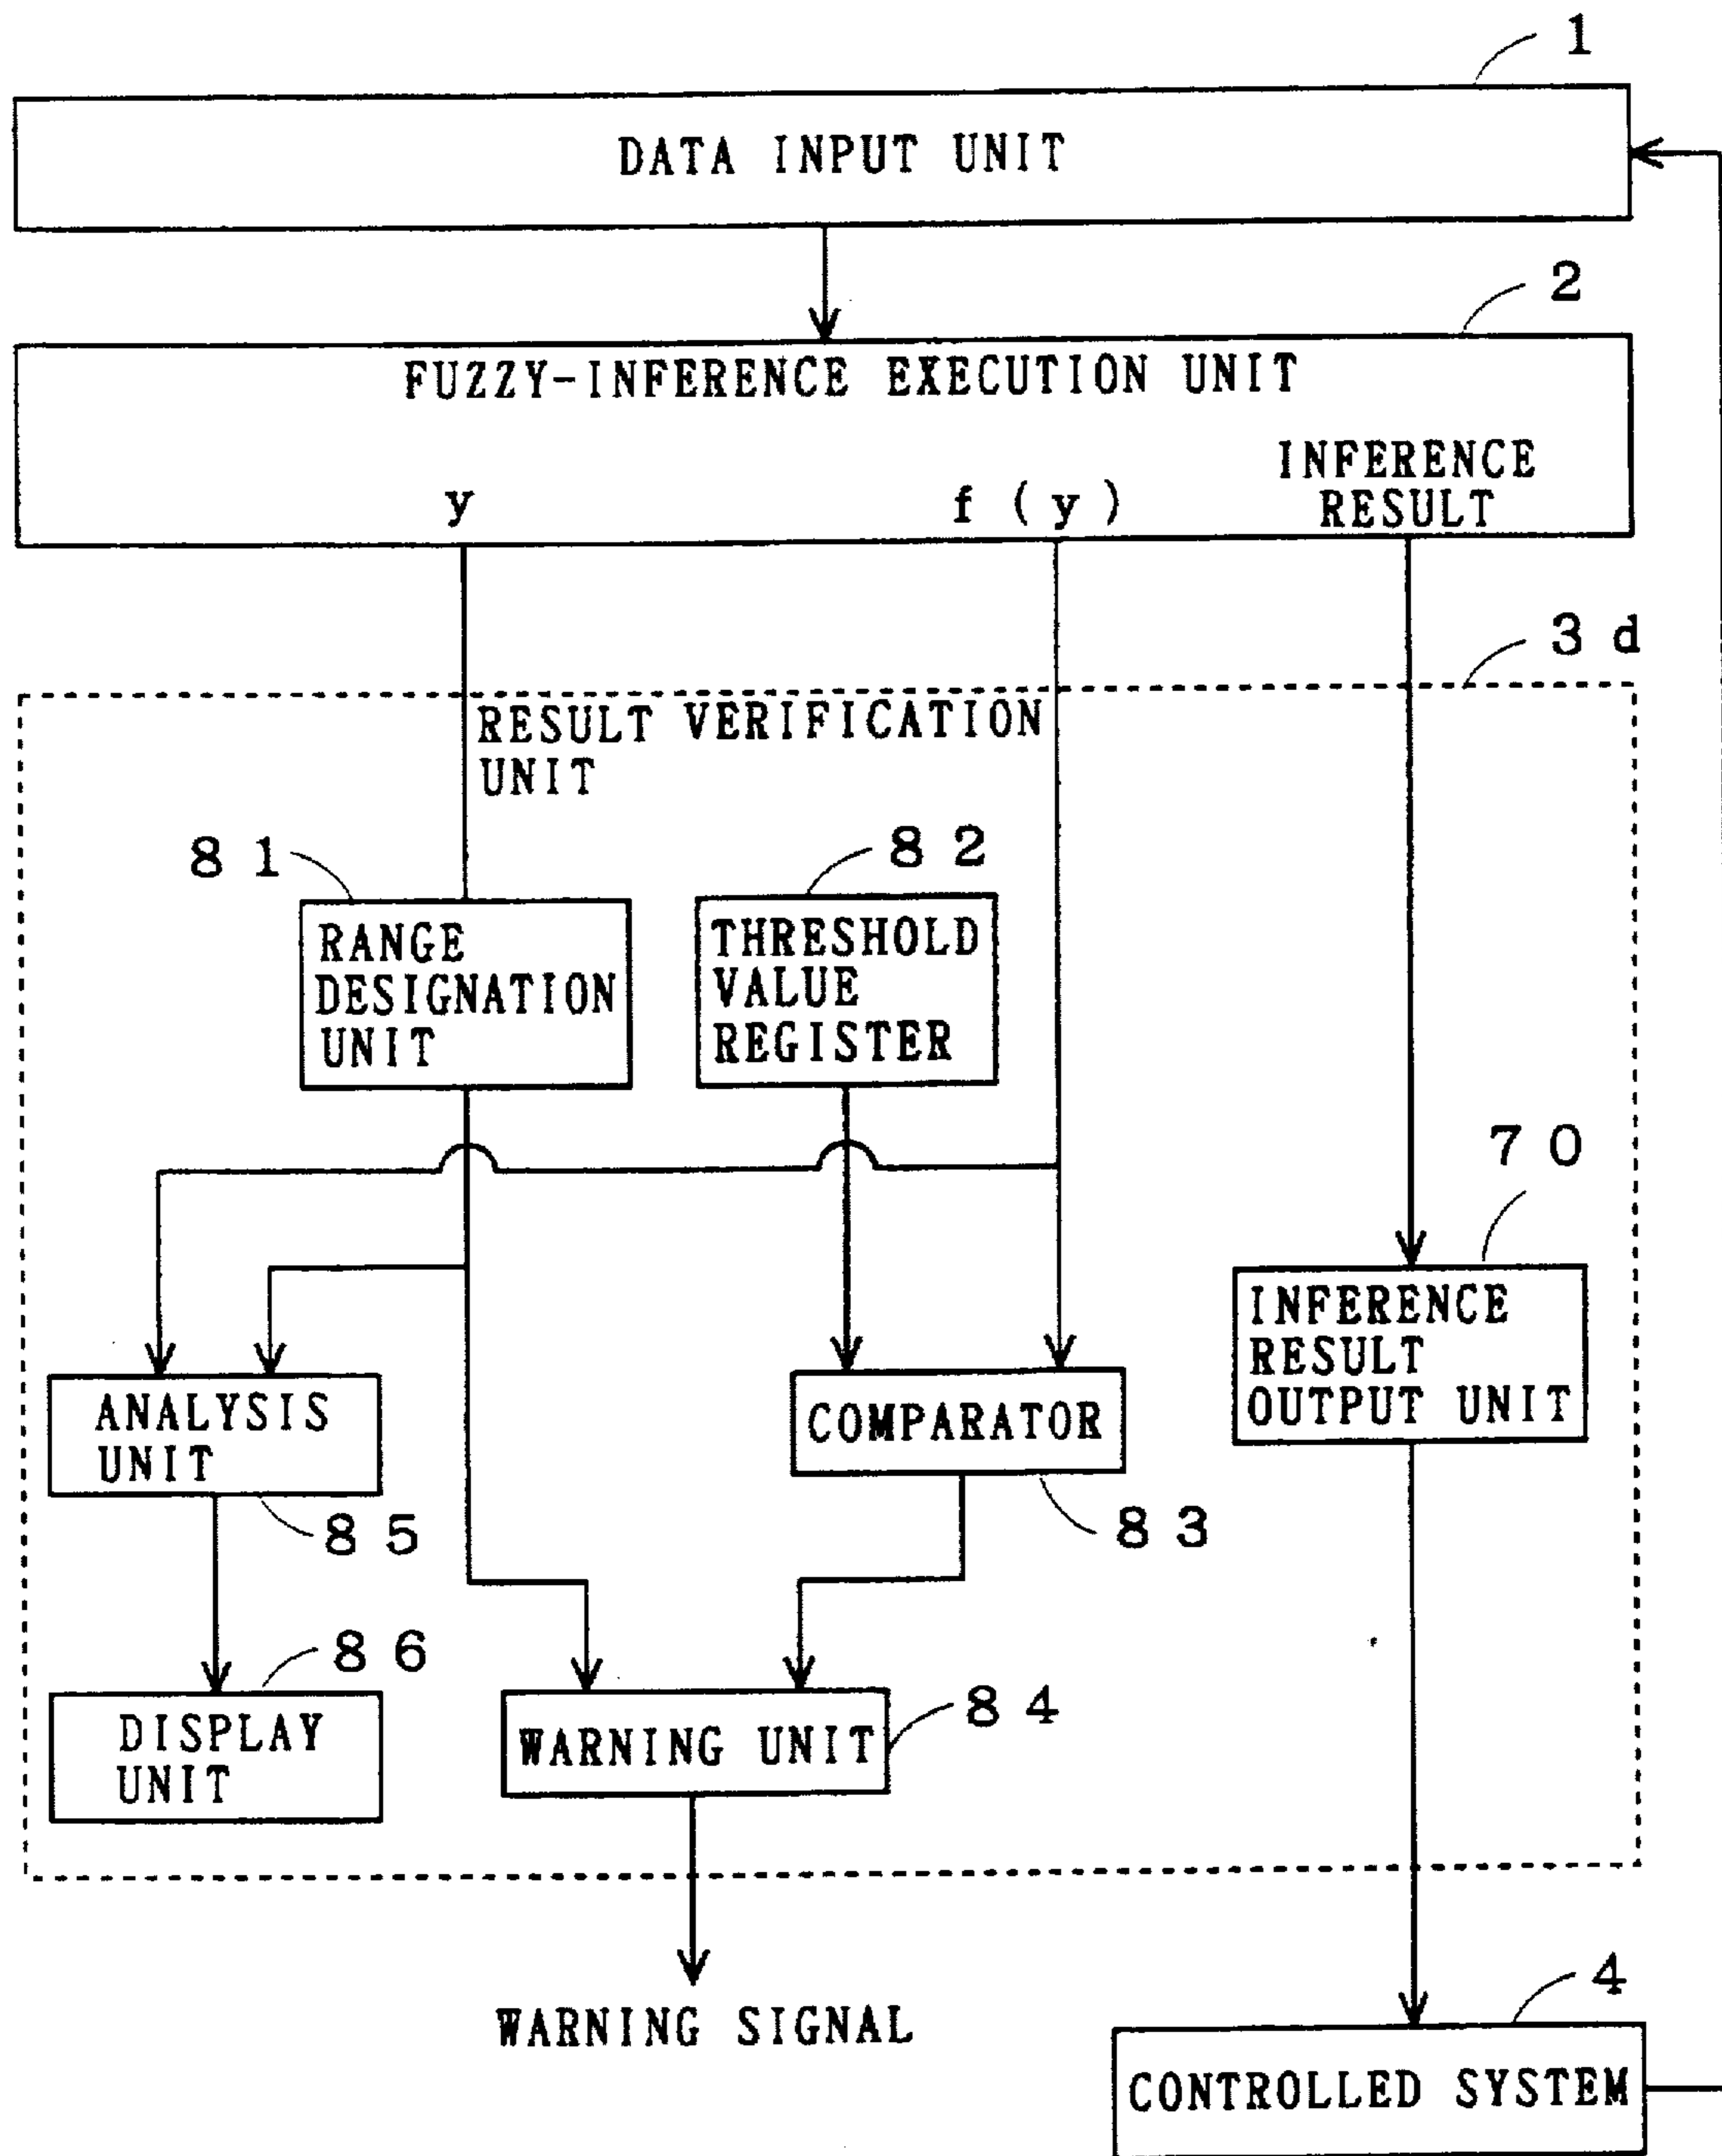 1
DATA INPUT UNIT
2
FUZZY-INFERENCE EXECUTION UNIT
INFERENCE
RESULT
y
f ( y )
3 d
RESULT VERIFICATION
UNIT
8 1
8 2
RANGE
DESIGNATION
UNIT
THRESHOLD
VALUE
REGISTER
7 0
INFERENCE
RESULT
OUTPUT UNIT
ANALYSIS
UNIT
COMPARATOR
8 5
8 3
8 6
8 4
DISPLAY
UNIT
WARNING UNIT
WARNING SIGNAL
4
CONTROLLED SYSTEM